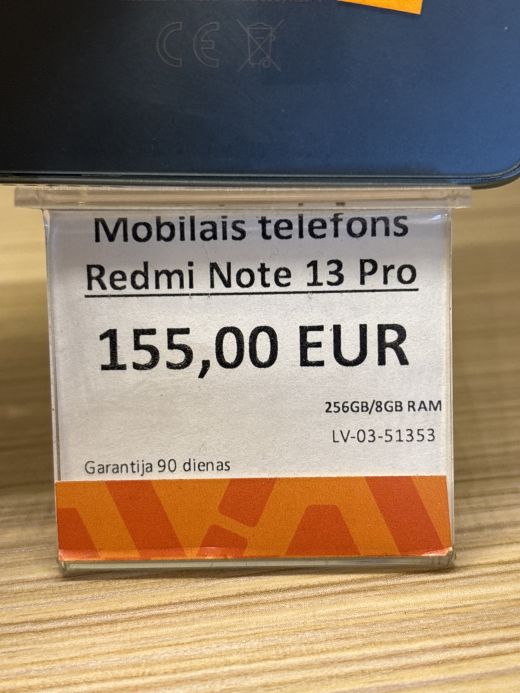 Mobilais telefons
Redmi Note 13 Pro
155,00 EUR
256GB/8GB RAM
LV-03-51353
Garantija 90 dienas